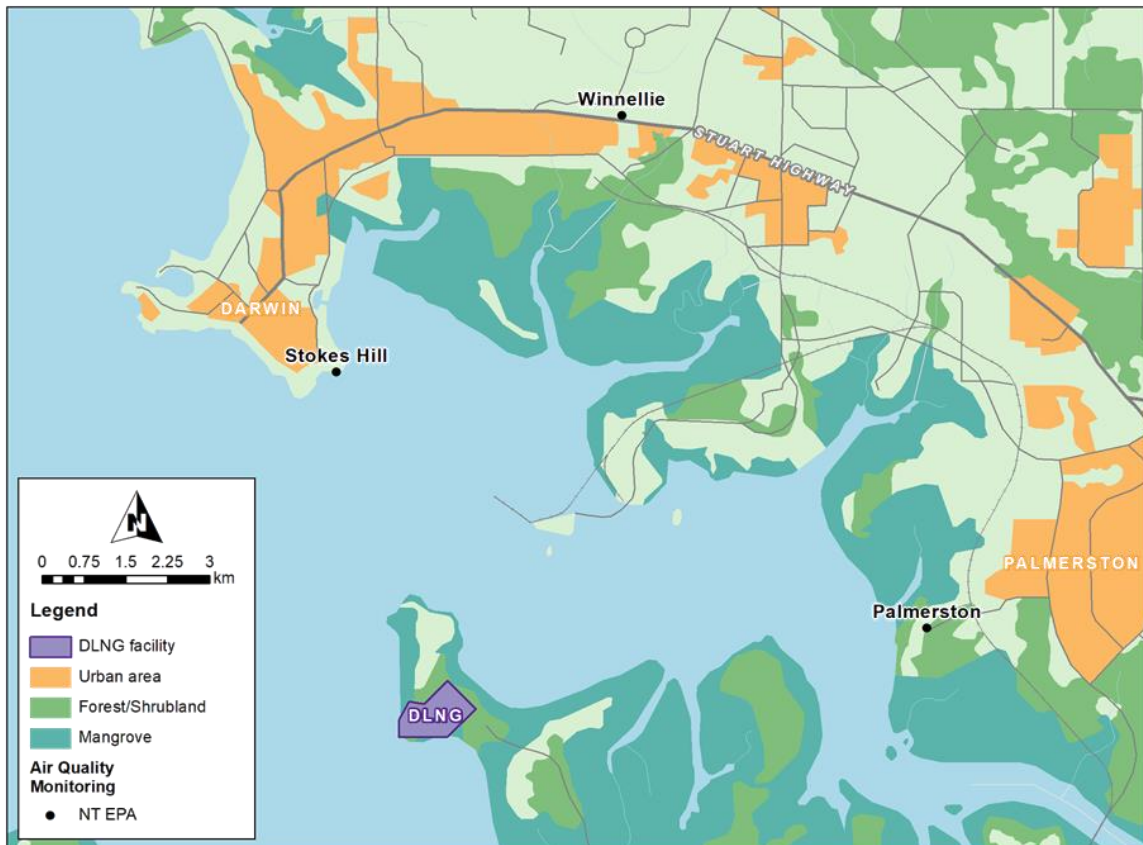 Winnellie
STUART HIGHWAY
DARWIN
Stokes Hill
PALMERSTON
Palmerston
DLNG
N
0 0.75 1.5 2.25 3
km
Legend
DLNG facility
Urban area
Forest/Shrubland
Mangrove
Air Quality
Monitoring
NT EPA